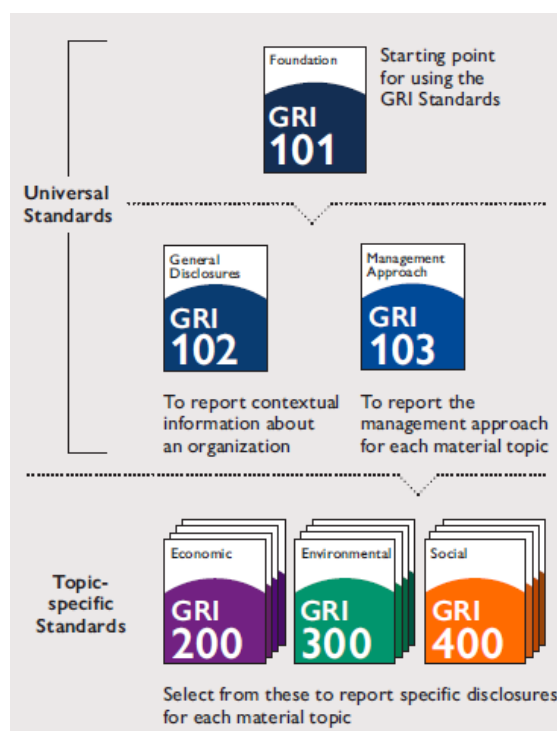 Foundation
GRI
101
Starting point
for using the
GRI Standards
Universal
Standards
General
Disclosures
GRI
102
Management
Approach
GRI
103
To report contextual
information about
an organization
To report the
management approach
for each material topic
Topic-
specific
Standards
Economic
GRI
200
Environmental
GRI
300
Social
GRI
400
Select from these to report specific disclosures
for each material topic